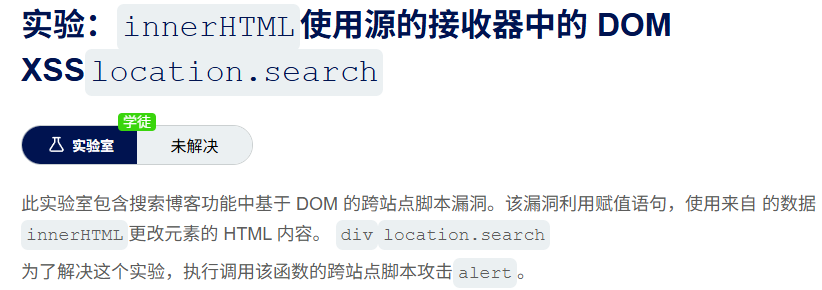 实验：innerHTML使用源的接收器中的 DOM
XSSlocation.search
学徒
实验室 未解决
此实验室包含搜索博客功能中基于 DOM 的跨站点脚本漏洞。该漏洞利用赋值语句，使用来自 的数据
innerHTML更改元素的 HTML 内容。 div location.search
为了解决这个实验，执行调用该函数的跨站点脚本攻击alert。